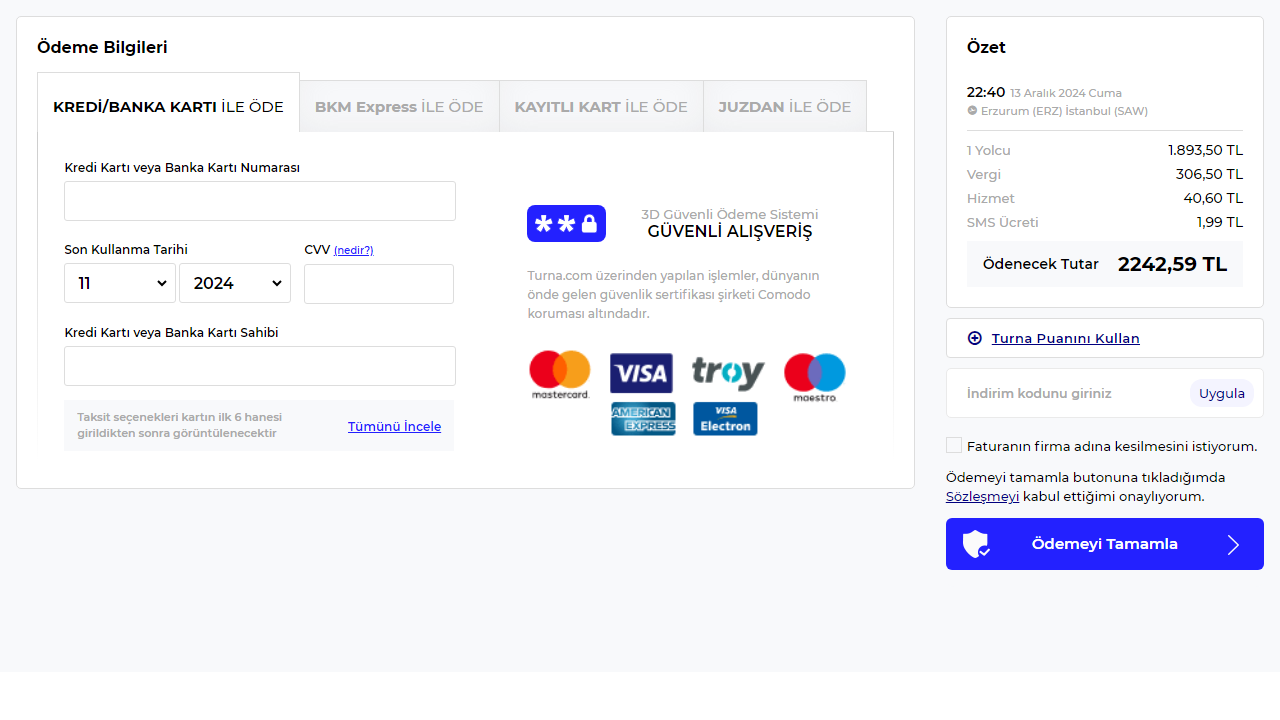 Ödeme Bilgileri
KREDİ/BANKA KARTI İLE ÖDE
BKM Express İLE ÖDE
KAYITLI KART İLE ÖDE
JUZDAN İLE ÖDE
Kredi Kartı veya Banka Kartı Numarası
Son Kullanma Tarihi
CVV (nedir?)
11
2024
Kredi Kartı veya Banka Kartı Sahibi
Taksit seçenekleri kartın ilk 6 hanesi
girildikten sonra görüntülenecektir
Tümünü İncele
**
3D Güvenli Ödeme Sistemi
GÜVENLİ ALIŞVERİŞ
Turna.com üzerinden yapılan işlemler, dünyanın
önde gelen güvenlik sertifikası şirketi Comodo
koruması altındadır.
mastercard.
VISA
troy
maestro
AMERICAN
EXPRESS
VISA
Electron
Özet
22:40 13 Aralık 2024 Cuma
Erzurum (ERZ) İstanbul (SAW)
1 Yolcu 1.893,50 TL
Vergi 306,50 TL
Hizmet 40,60 TL
SMS Ücreti 1,99 TL
Ödenecek Tutar 2242,59 TL
Turna Puanını Kullan
İndirim kodunu giriniz
Uygula
Faturanın firma adına kesilmesini istiyorum.
Ödemeyi tamamla butonuna tıkladığımda
Sözleşmeyi kabul ettiğimi onaylıyorum.
Ödemeyi Tamamla